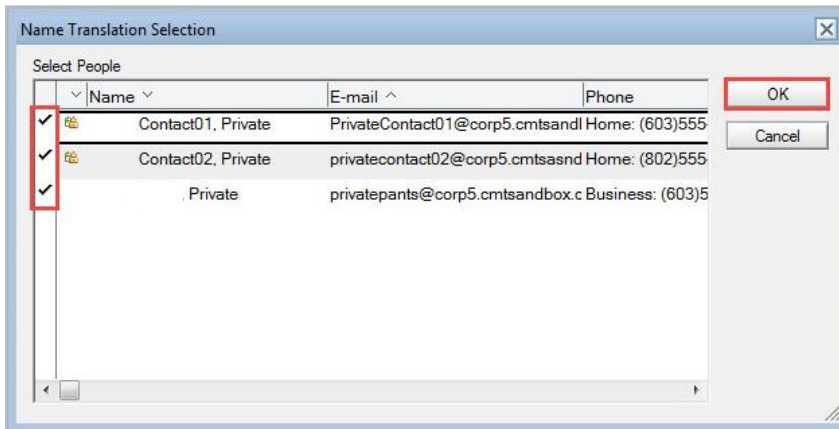 Name Translation Selection
Select People
Name E-mail Phone
OK
Contact01, Private PrivateContact01@corp5.cmtsandl Home: (603)555-
Cancel
Contact02, Private privatecontact02@corp5.cmtsasnd Home: (802)555-
, Private privatepants@corp5.cmtsandbox.c Business: (603)5